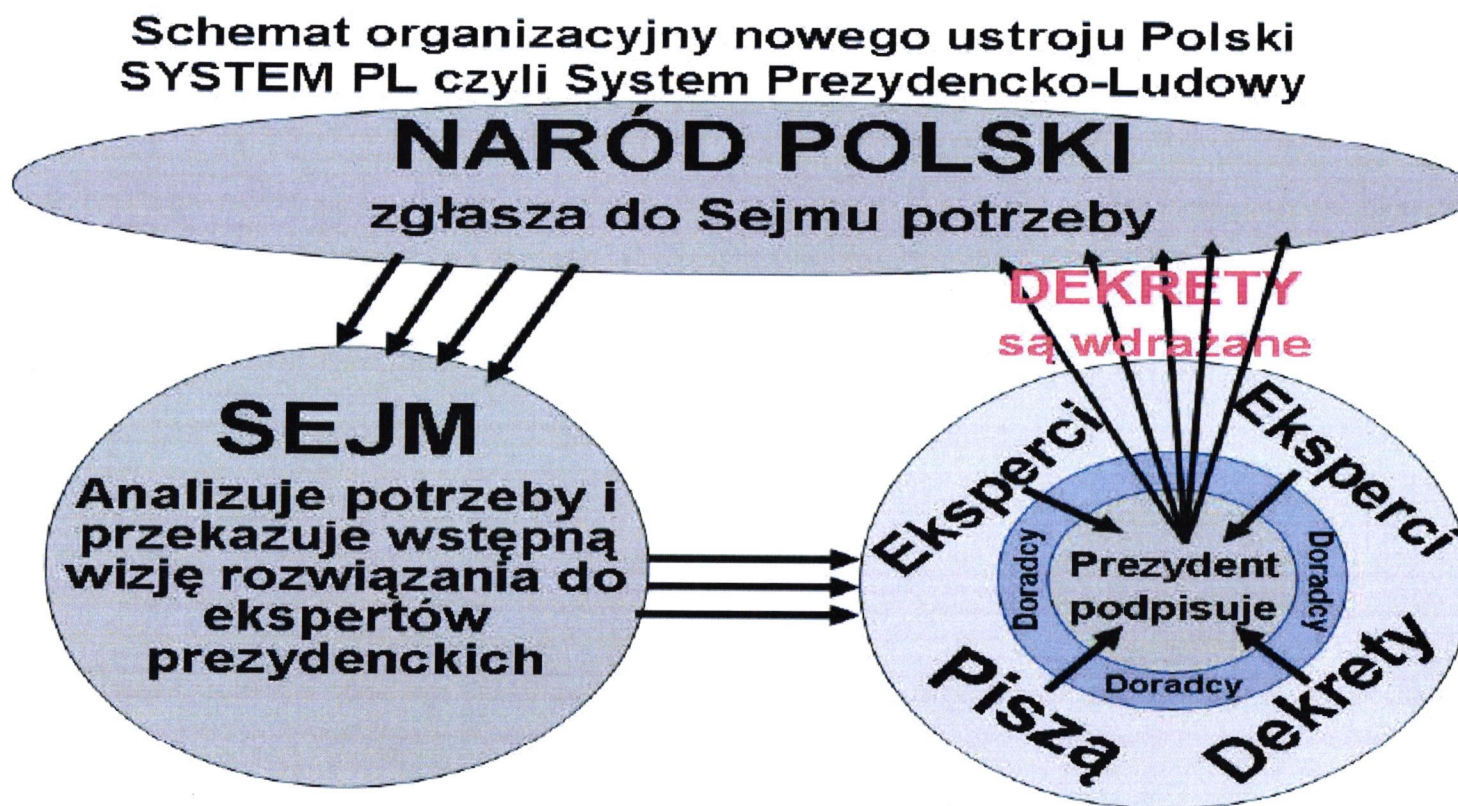 Schemat organizacyjny nowego ustroju Polski
SYSTEM PL czyli System Prezydencko-Ludowy
NARÓD POLSKI
zgłasza do Sejmu potrzeby
DEKRETY
są wdrażane
SEJM
Analizuje potrzeby i
przekazuje wstępną
wizję rozwiązania do
ekspertów
prezydenckich
Eksperci
Eksperci
Doradcy
Doradcy
Prezydent
podpisuje
Doradcy
Piszą
Dekrety